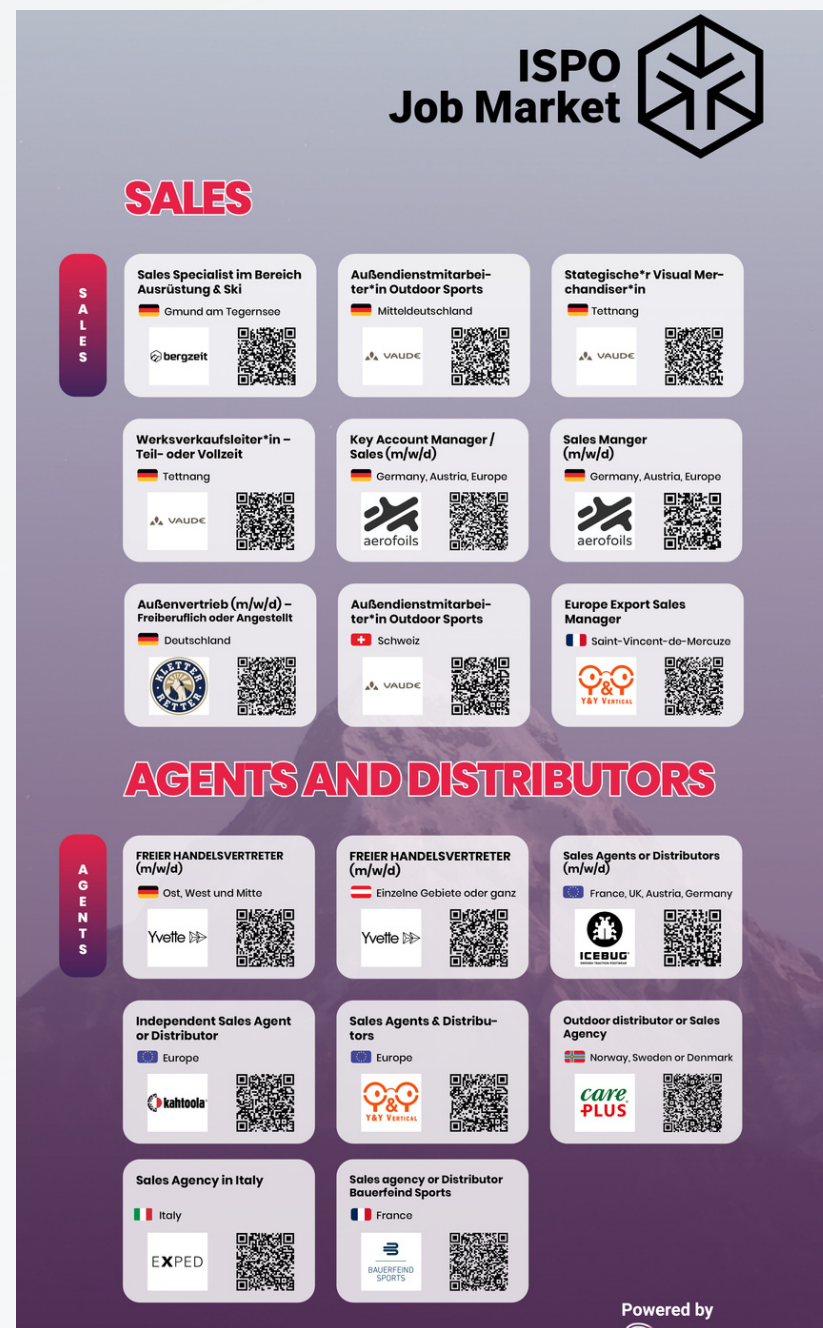 ISPO
Job Market
SALES
SALES
Sales Specialist im Bereich
Ausrüstung & Ski
Gmund am Tegernsee
bergzeit
Außendienstmitarbei-
ter*in Outdoor Sports
Mitteldeutschland
VAUDE
Stategische*r Visual Mer-
chandiser*in
Tettnang
VAUDE
Werksverkaufsleiter*in –
Teil- oder Vollzeit
Tettnang
VAUDE
Key Account Manager /
Sales (m/w/d)
Germany, Austria, Europe
aerofoils
Sales Manger
(m/w/d)
Germany, Austria, Europe
aerofoils
Außenvertrieb (m/w/d) –
Freiberuflich oder Angestellt
Deutschland
KLETTER
RETTER
Außendienstmitarbei-
ter*in Outdoor Sports
Schweiz
VAUDE
Europe Export Sales
Manager
Saint-Vincent-de-Mercuze
Y&Y
Y&Y VERTICAL
AGENTS AND DISTRIBUTORS
AGENTS
FREIER HANDELSVERTRETER
(m/w/d)
Ost, West und Mitte
Yvette
FREIER HANDELSVERTRETER
(m/w/d)
Einzelne Gebiete oder ganz
Yvette
Sales Agents or Distributors
(m/w/d)
France, UK, Austria, Germany
ICEBUG
Independent Sales Agent
or Distributor
Europe
kahtoola
Sales Agents & Distribu-
tors
Europe
Y&Y
Y&Y VERTICAL
Outdoor distributor or Sales
Agency
Norway, Sweden or Denmark
care
PLUS
Sales Agency in Italy
Italy
EXPED
Sales agency or Distributor
Bauerfeind Sports
France
BAUERFEIND
SPORTS
Powered by